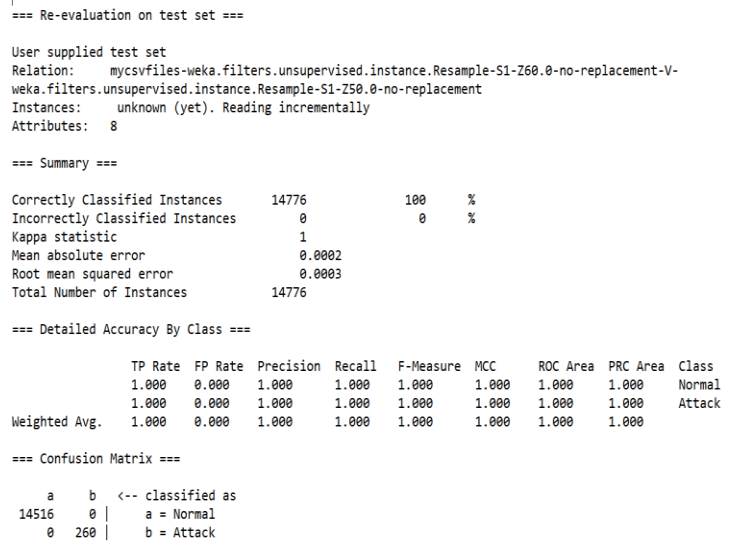 === Re-evaluation on test set ===
User supplied test set
Relation: mycsvfiles-weka.filters.unsupervised.instance.Resample-S1-Z60.0-no-replacement-V-
weka.filters.unsupervised.instance.Resample-S1-Z50.0-no-replacement
Instances: unknown (yet). Reading incrementally
Attributes: 8
=== Summary ===
Correctly Classified Instances 14776 100 %
Incorrectly Classified Instances 0 0 %
Kappa statistic 1
Mean absolute error 0.0002
Root mean squared error 0.0003
Total Number of Instances 14776
=== Detailed Accuracy By Class ===
TP Rate FP Rate Precision Recall F-Measure MCC ROC Area PRC Area Class
1.000 0.000 1.000 1.000 1.000 1.000 1.000 1.000 Normal
1.000 0.000 1.000 1.000 1.000 1.000 1.000 1.000 Attack
Weighted Avg. 1.000 0.000 1.000 1.000 1.000 1.000 1.000 1.000
=== Confusion Matrix ===
a b <-- classified as
14516 0 | a = Normal
0 260 | b = Attack